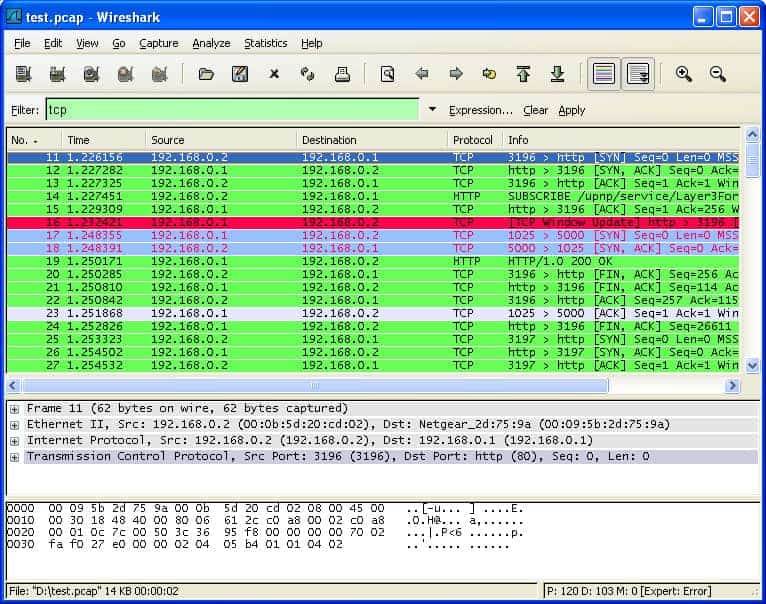 test.pcap - Wireshark
File Edit View Go Capture Analyze Statistics Help
Filter: tcp Expression... Clear Apply
No. Time Source Destination Protocol Info
11 1.226156 192.168.0.2 192.168.0.1 TCP 3196 > http [SYN] Seq=0 Len=0 MSS
12 1.227282 192.168.0.1 192.168.0.2 TCP http > 3196 [SYN, ACK] Seq=0 Ack=
13 1.227325 192.168.0.2 192.168.0.1 TCP 3196 > http [ACK] Seq=1 Ack=1 Win
14 1.227451 192.168.0.2 192.168.0.1 HTTP SUBSCRIBE /upnp/service/Layer3For
15 1.229309 192.168.0.1 192.168.0.2 TCP http > 3196 [ACK] Seq=1 Ack=256 W
16 1.232421 192.168.0.1 192.168.0.2 TCP [TCP Window Update] http > 3196 [
17 1.248355 192.168.0.1 192.168.0.2 TCP 1025 > 5000 [SYN] Seq=0 Len=0 MSS
18 1.248391 192.168.0.2 192.168.0.1 TCP 5000 > 1025 [SYN, ACK] Seq=0 Ack=
19 1.250171 192.168.0.1 192.168.0.2 HTTP HTTP/1.0 200 OK
20 1.250285 192.168.0.2 192.168.0.1 TCP 3196 > http [FIN, ACK] Seq=256 Ac
21 1.250810 192.168.0.1 192.168.0.2 TCP http > 3196 [FIN, ACK] Seq=114 Ac
22 1.250842 192.168.0.2 192.168.0.1 TCP 3196 > http [ACK] Seq=257 Ack=115
23 1.251868 192.168.0.1 192.168.0.2 TCP 1025 > 5000 [ACK] Seq=1 Ack=1 Win
24 1.252826 192.168.0.1 192.168.0.2 TCP http > 3196 [FIN, ACK] Seq=26611
25 1.253323 192.168.0.2 192.168.0.1 TCP 3197 > http [SYN] Seq=0 Len=0 MSS
26 1.254502 192.168.0.1 192.168.0.2 TCP http > 3197 [SYN, ACK] Seq=0 Ack=
27 1.254532 192.168.0.2 192.168.0.1 TCP 3197 > http [ACK] Seq=1 Ack=1 Win
Frame 11 (62 bytes on wire, 62 bytes captured)
Ethernet II, Src: 192.168.0.2 (00:0b:5d:20:cd:02), Dst: Netgear_2d:75:9a (00:09:5b:2d:75:9a)
Internet Protocol, Src: 192.168.0.2 (192.168.0.2), Dst: 192.168.0.1 (192.168.0.1)
Transmission Control Protocol, Src Port: 3196 (3196), Dst Port: http (80), Seq: 0, Len: 0
0000 00 09 5b 2d 75 9a 00 0b 5d 20 cd 02 08 00 45 00 ..[-u... ] ....E.
0010 00 30 18 48 40 00 80 06 61 2c c0 a8 00 02 c0 a8 .0.H@... a,......
0020 00 01 0c 7c 00 50 3c 36 95 f8 00 00 00 00 70 02 ...|.P<6 ......p.
0030 fa f0 27 e0 00 00 02 04 05 b4 01 01 04 02 ..'..... ......
File: "D:\test.pcap" 14 KB 00:00:02 P: 120 D: 103 M: 0 [Expert: Error]